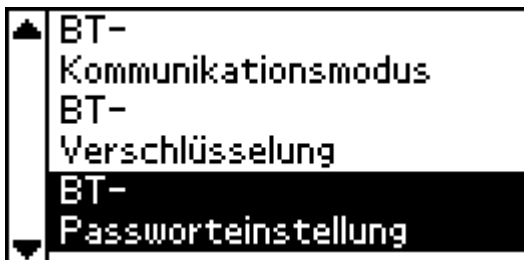 BT-
Kommunikationsmodus
BT-
Verschlüsselung
BT-
Passworteinstellung